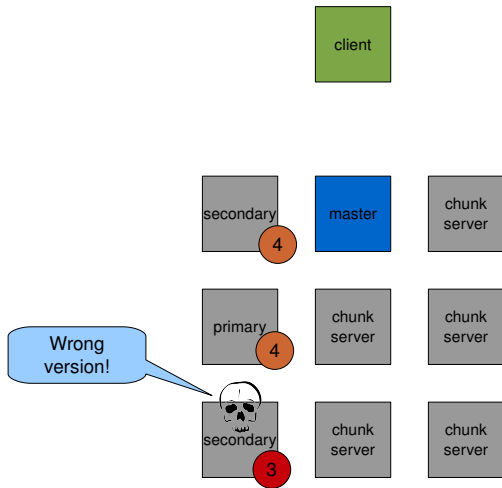 client
secondary
4
master
chunk
server
primary
4
chunk
server
chunk
server
Wrong
version!
secondary
3
chunk
server
chunk
server